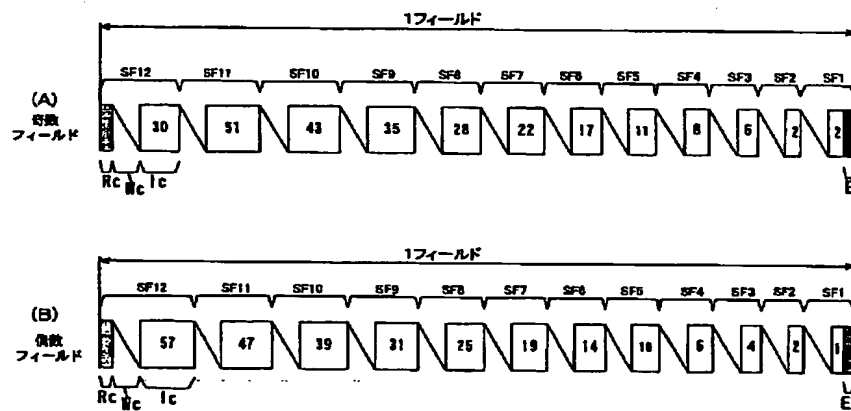 1フィールド
SF12 SF11 SF10 SF9 SF8 SF7 SF6 SF5 SF4 SF3 SF2 SF1
(A)
奇数
フィールド
30 51 43 35 28 22 17 11 8 6 2 2
Rc Wc Ic E
1フィールド
SF12 SF11 SF10 SF9 SF8 SF7 SF6 SF5 SF4 SF3 SF2 SF1
(B)
偶数
フィールド
57 47 39 31 25 19 14 10 6 4 2 1
Rc Wc Ic E